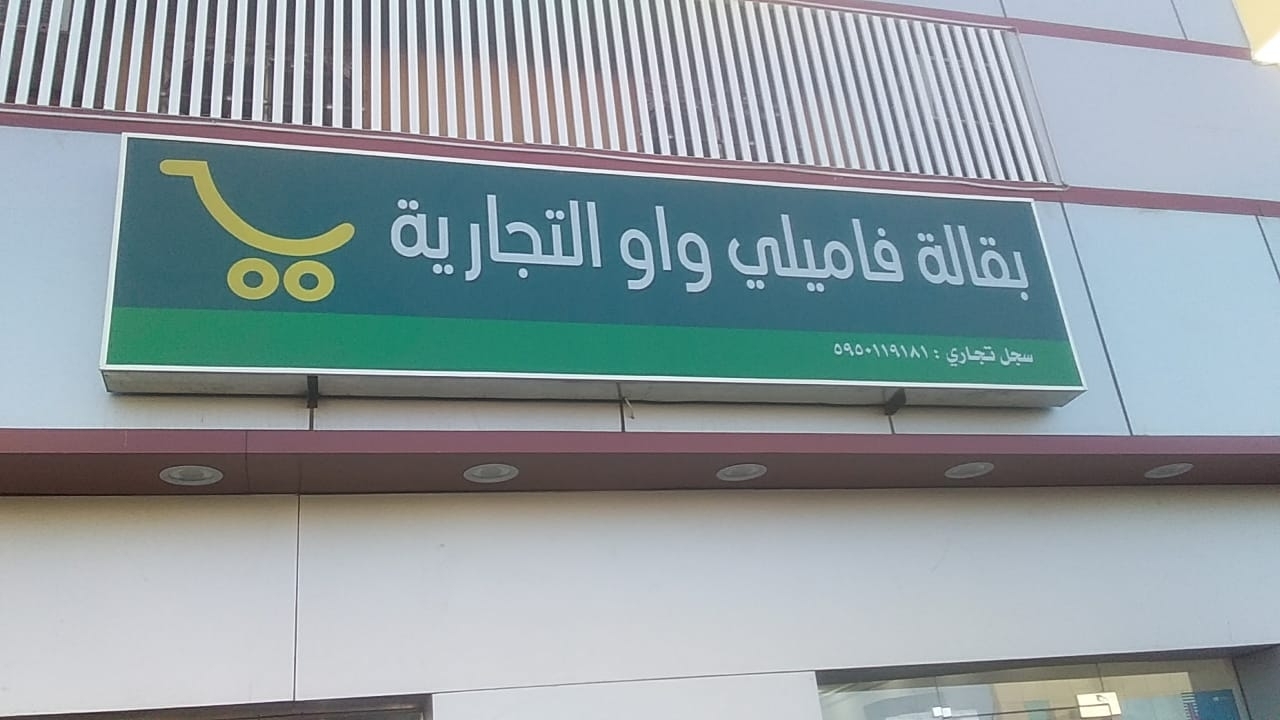 بقالة فاميلي واو التجارية
سجل تجاري : ٥٩٥٠١١٩١٨١